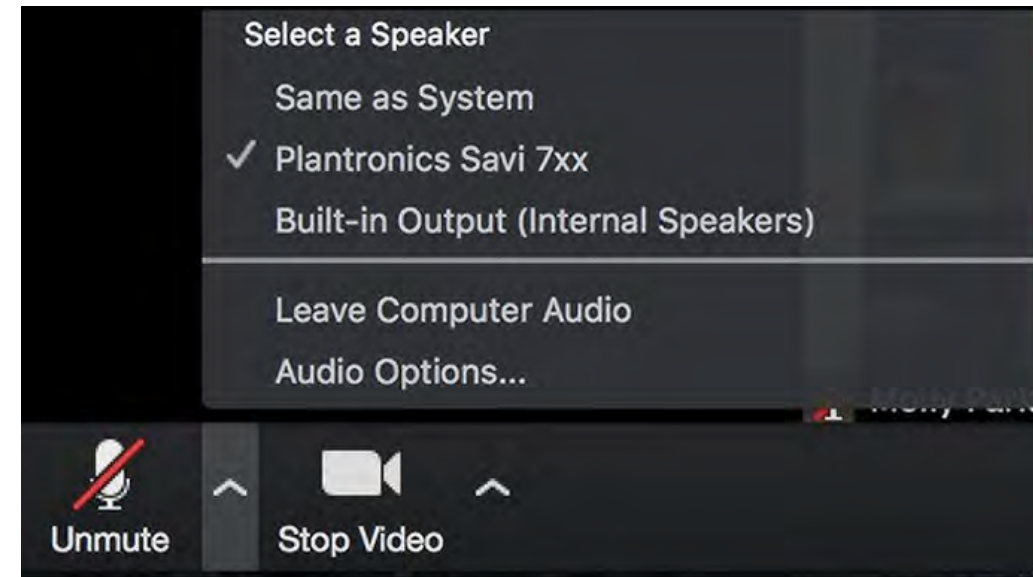 Select a Speaker
Same as System
Plantronics Savi 7xx
Built-in Output (Internal Speakers)
Leave Computer Audio
Audio Options...
Molly
Unmute
Stop Video